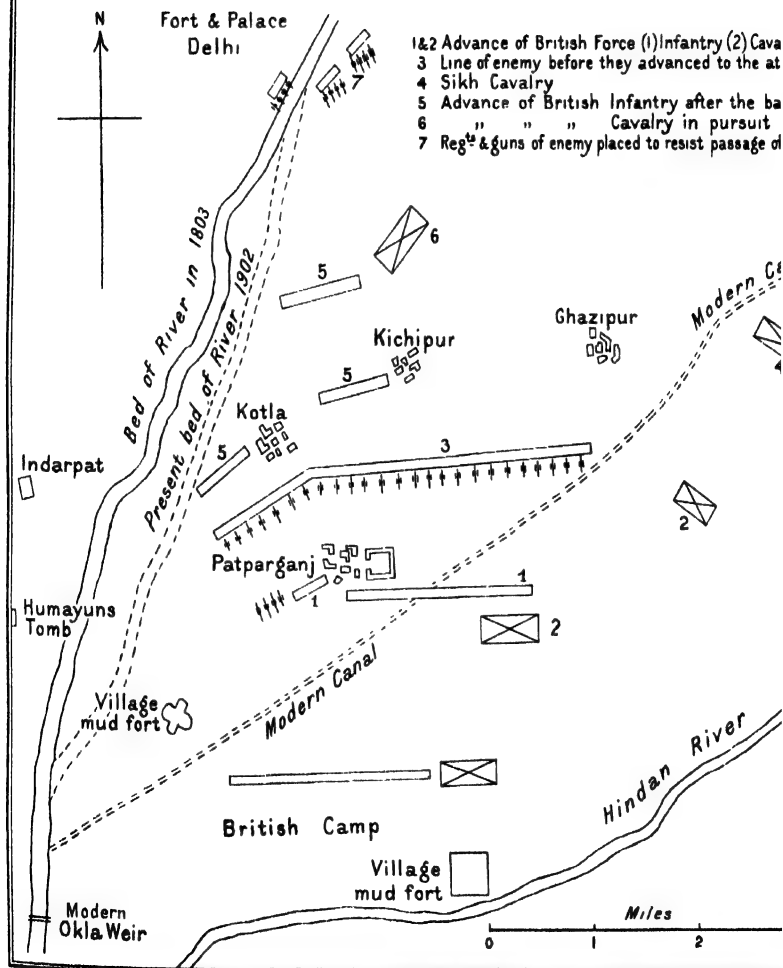 N
Fort & Palace
Delhi
1&2 Advance of British Force (1) Infantry (2)
3 Line of enemy before they advanced to the
4 Sikh Cavalry
5 Advance of British Infantry after the
6 „ „ „ Cavalry in pursuit
7 Regts & guns of enemy placed to resist passage
7
6
5
Bed of River in 1803
Present bed of River 1902
Kichipur
Ghazipur
Modern
4
5
Kotla
5
3
Indarpat
2
Patparganj
1
1
2
Humayuns
Tomb
Modern Canal
Village
mud fort
Hindan River
British Camp
Village
mud fort
Modern
Okla Weir
Miles
0 1 2